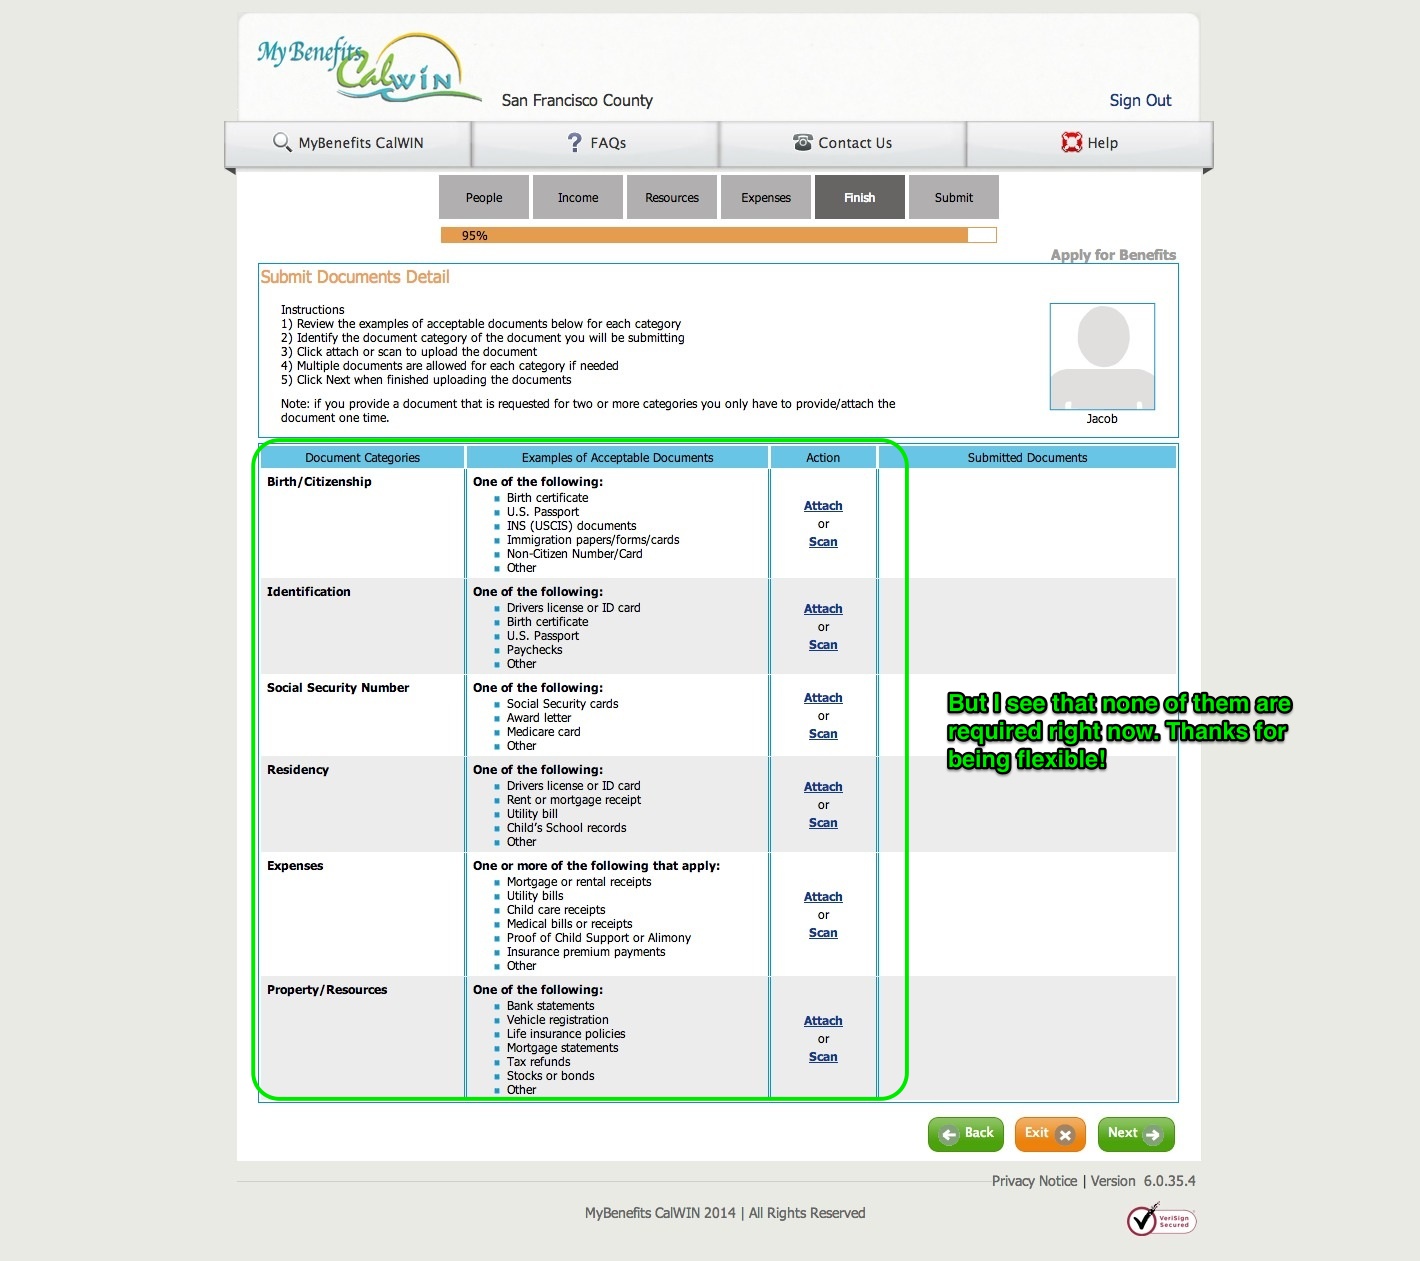 My Benefits
CalWIN
San Francisco County
Sign Out
MyBenefits CalWIN
FAQs
Contact Us
Help
People
Income
Resources
Expenses
Finish
Submit
95%
Apply for Benefits
Submit Documents Detail
Instructions
1) Review the examples of acceptable documents below for each category
2) Identify the document category of the document you will be submitting
3) Click attach or scan to upload the document
4) Multiple documents are allowed for each category if needed
5) Click Next when finished uploading the documents
Note: if you provide a document that is requested for two or more categories you only have to provide/attach the
document one time.
Jacob
Document Categories
Examples of Acceptable Documents
Action
Submitted Documents
Birth/Citizenship
One of the following:
Birth certificate
U.S. Passport
INS (USCIS) documents
Immigration papers/forms/cards
Non-Citizen Number/Card
Other
Attach
or
Scan
Identification
One of the following:
Drivers license or ID card
Birth certificate
U.S. Passport
Paychecks
Other
Attach
or
Scan
Social Security Number
One of the following:
Social Security cards
Award letter
Medicare card
Other
Attach
or
Scan
But I see that none of them are
required right now. Thanks for
being flexible!
Residency
One of the following:
Drivers license or ID card
Rent or mortgage receipt
Utility bill
Child's School records
Other
Attach
or
Scan
Expenses
One or more of the following that apply:
Mortgage or rental receipts
Utility bills
Child care receipts
Medical bills or receipts
Proof of Child Support or Alimony
Insurance premium payments
Other
Attach
or
Scan
Property/Resources
One of the following:
Bank statements
Vehicle registration
Life insurance policies
Mortgage statements
Tax refunds
Stocks or bonds
Other
Attach
or
Scan
Back
Exit
Next
Privacy Notice | Version 6.0.35.4
MyBenefits CalWIN 2014 | All Rights Reserved
VeriSign
Secured